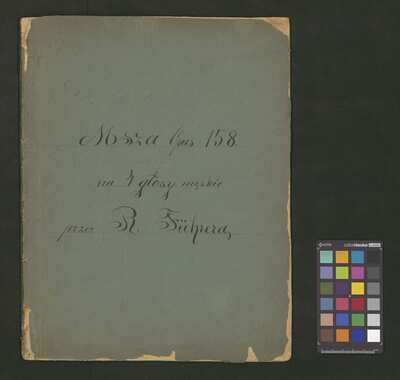 Msza Opus 158.
na 4 głosy męskie
przez R. Führera,